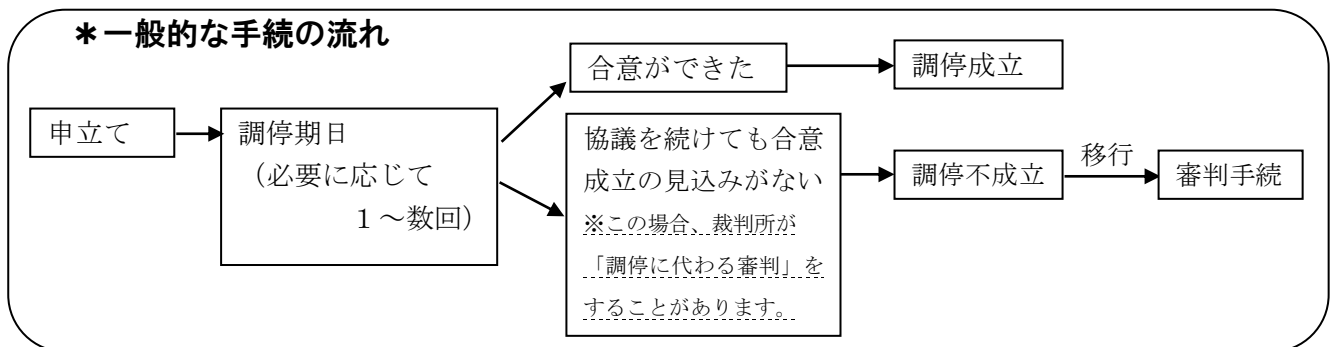 ＊一般的な手続の流れ
申立て
調停期日
（必要に応じて
１～数回）
合意ができた
調停成立
協議を続けても合意
成立の見込みがない
※この場合、裁判所が
「調停に代わる審判」を
することがあります。
調停不成立
移行
審判手続